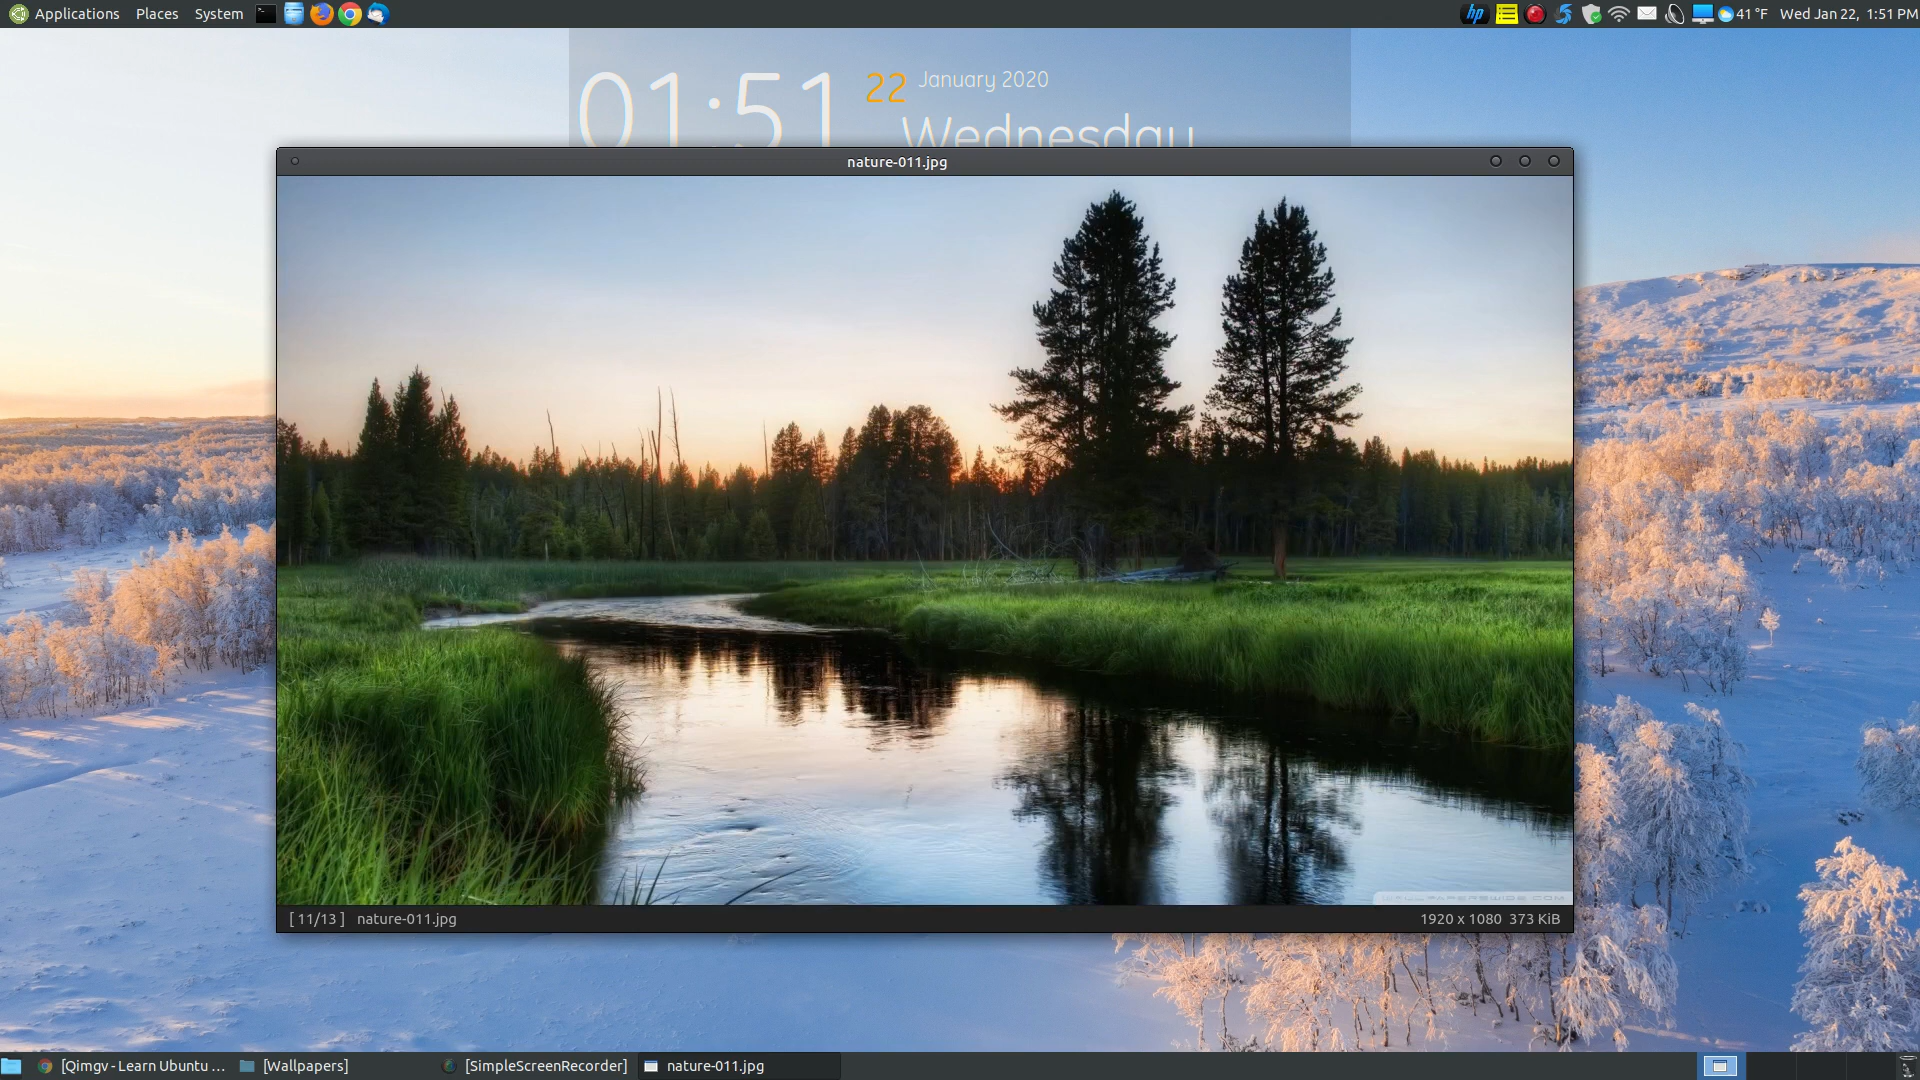 Applications Places System
hp 41 °F Wed Jan 22, 1:51 PM
01:51 22 January 2020
Wednesday
nature-011.jpg
[ 11/13 ] nature-011.jpg 1920 x 1080 373 KiB
[Qimgv - Learn Ubuntu ... [Wallpapers] [SimpleScreenRecorder] nature-011.jpg